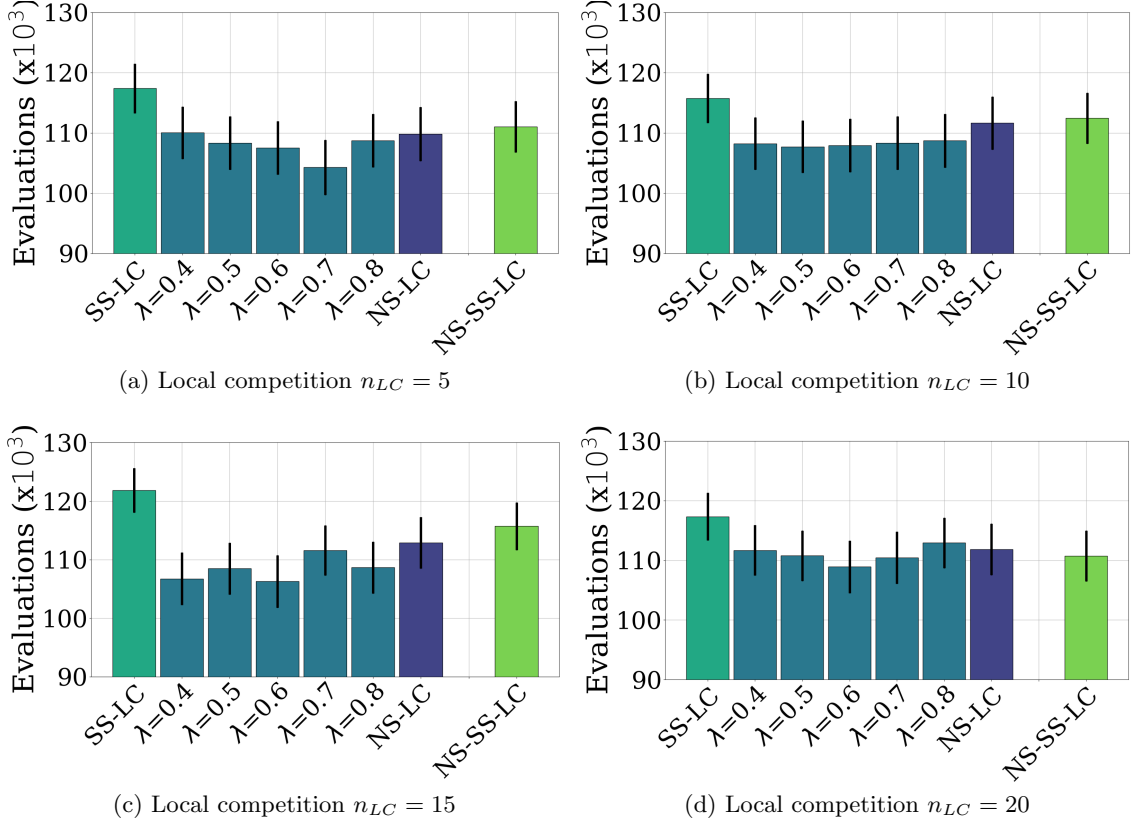 Evaluations (x10³)
130
120
110
100
90
SS-LC
λ=0.4
λ=0.5
λ=0.6
λ=0.7
λ=0.8
NS-LC
NS-SS-LC
(a) Local competition n_LC = 5
Evaluations (x10³)
130
120
110
100
90
SS-LC
λ=0.4
λ=0.5
λ=0.6
λ=0.7
λ=0.8
NS-LC
NS-SS-LC
(b) Local competition n_LC = 10
Evaluations (x10³)
130
120
110
100
90
SS-LC
λ=0.4
λ=0.5
λ=0.6
λ=0.7
λ=0.8
NS-LC
NS-SS-LC
(c) Local competition n_LC = 15
Evaluations (x10³)
130
120
110
100
90
SS-LC
λ=0.4
λ=0.5
λ=0.6
λ=0.7
λ=0.8
NS-LC
NS-SS-LC
(d) Local competition n_LC = 20